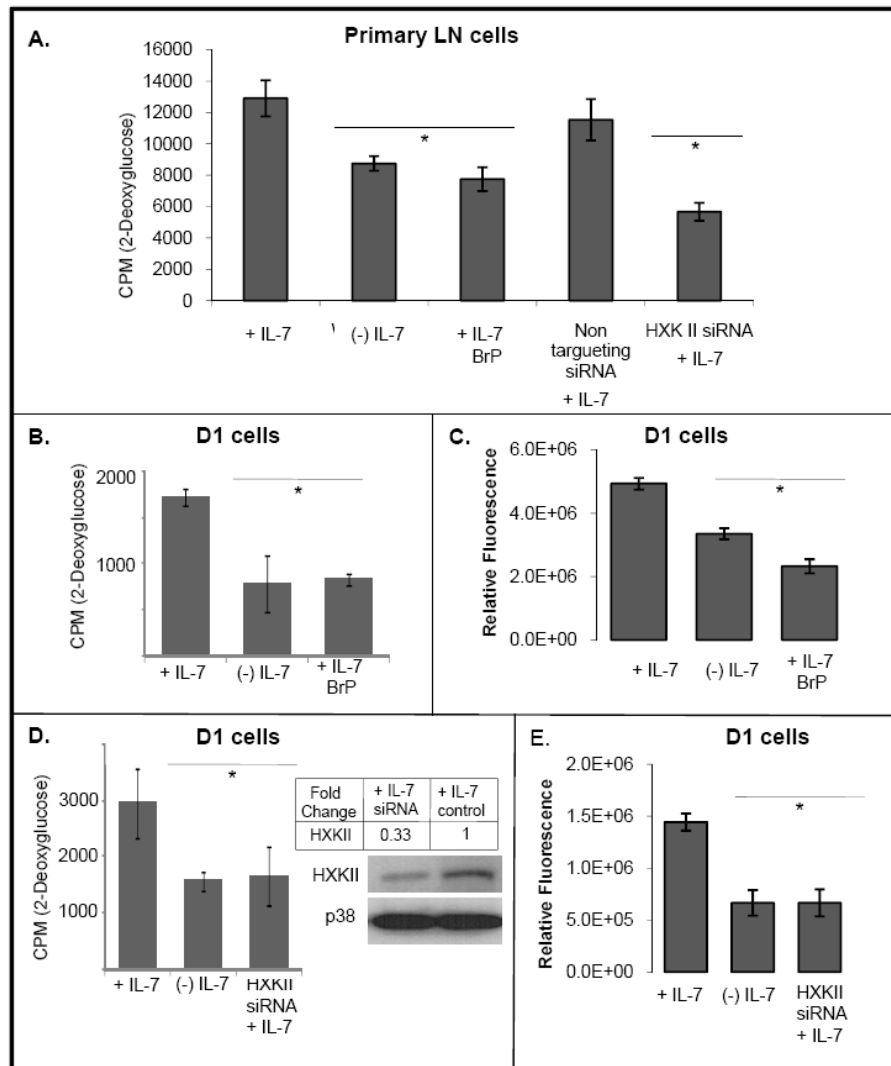 A.
Primary LN cells
CPM (2-Deoxyglucose)
16000
14000
12000
10000
8000
6000
4000
2000
0
*
*
+ IL-7
(-) IL-7
+ IL-7
BrP
Non
targueting
siRNA
+ IL-7
HXK II siRNA
+ IL-7
B.
D1 cells
CPM (2-Deoxyglucose)
2000
1000
*
+ IL-7
(-) IL-7
+ IL-7
BrP
C.
D1 cells
Relative Fluorescence
6.0E+06
4.0E+06
2.0E+06
0.0E+00
*
+ IL-7
(-) IL-7
+ IL-7
BrP
D.
D1 cells
CPM (2-Deoxyglucose)
3000
2000
1000
*
+ IL-7
(-) IL-7
HXKII
siRNA
+ IL-7
Fold Change
+ IL-7 siRNA
+ IL-7 control
HXKII
0.33
1
HXKII
p38
E.
D1 cells
Relative Fluorescence
2.0E+06
1.5E+06
1.0E+06
5.0E+05
0.0E+00
*
+ IL-7
(-) IL-7
HXKII
siRNA
+ IL-7